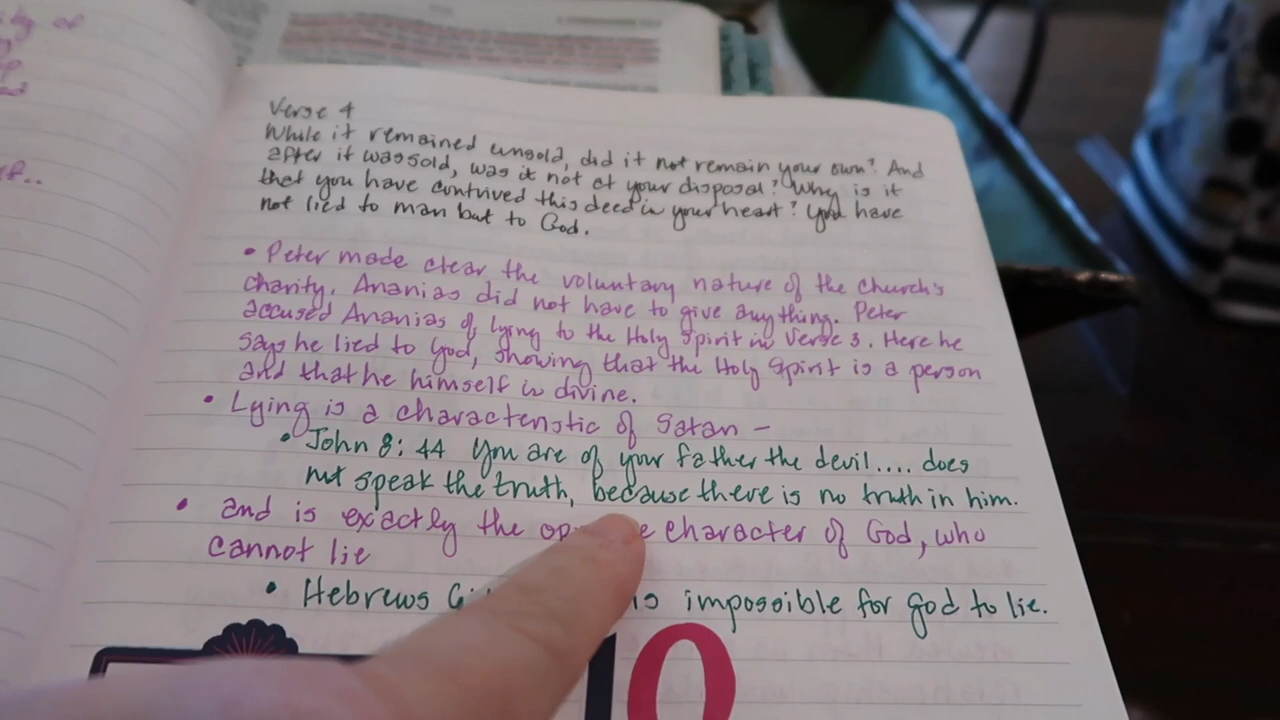 ity of
Verse 4
While it remained unsold, did it not remain your own? And
after it was sold, was it not at your disposal? Why is it
that you have contrived this deed in your heart? You have
not lied to man but to God.
• Peter made clear the voluntary nature of the church's
charity. Ananias did not have to give anything. Peter
accused Ananias of lying to the Holy Spirit in Verse 3. Here he
says he lied to God, showing that the Holy Spirit is a person
and that he himself is divine.
• Lying is a characteristic of Satan -
• John 8:44 You are of your father the devil.... does
not speak the truth, because there is no truth in him.
• and is exactly the character of God, who
cannot lie
• Hebrews is impossible for God to lie.
10